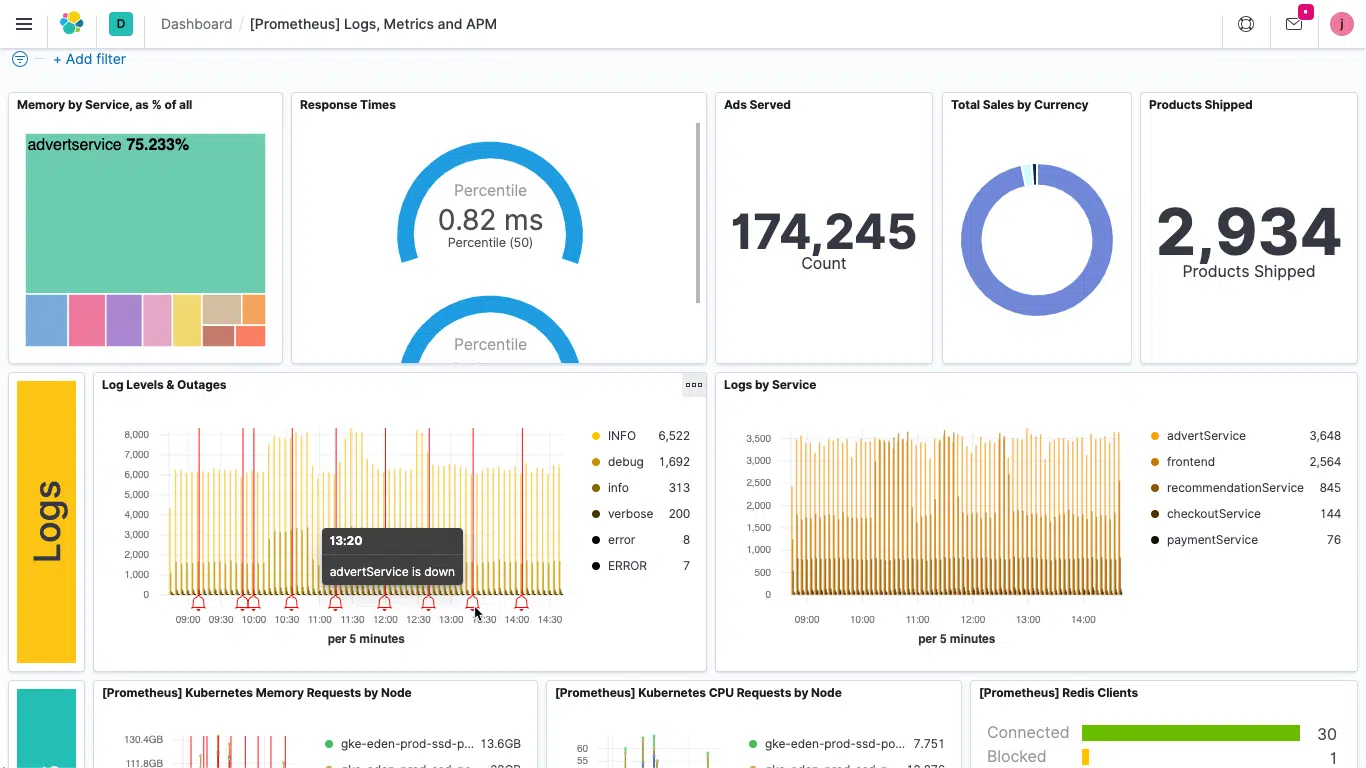 D
Dashboard / [Prometheus] Logs, Metrics and APM
j
+ Add filter
Memory by Service, as % of all
advertservice 75.233%
Response Times
Percentile
0.82 ms
Percentile (50)
Percentile
Ads Served
174,245
Count
Total Sales by Currency
Products Shipped
2,934
Products Shipped
Logs
Log Levels & Outages
8,000
7,000
6,000
5,000
4,000
3,000
2,000
1,000
0
09:00 09:30 10:00 10:30 11:00 11:30 12:00 12:30 13:00 14:00 14:30
per 5 minutes
13:20
advertService is down
INFO 6,522
debug 1,692
info 313
verbose 200
error 8
ERROR 7
Logs by Service
3,500
3,000
2,500
2,000
1,500
1,000
500
0
09:00 10:00 11:00 12:00 13:00 14:00
per 5 minutes
advertService 3,648
frontend 2,564
recommendationService 845
checkoutService 144
paymentService 76
[Prometheus] Kubernetes Memory Requests by Node
130.4GB
111.8GB
gke-eden-prod-ssd-p... 13.6GB
[Prometheus] Kubernetes CPU Requests by Node
60
55
gke-eden-prod-ssd-po... 7.751
[Prometheus] Redis Clients
Connected 30
Blocked 1